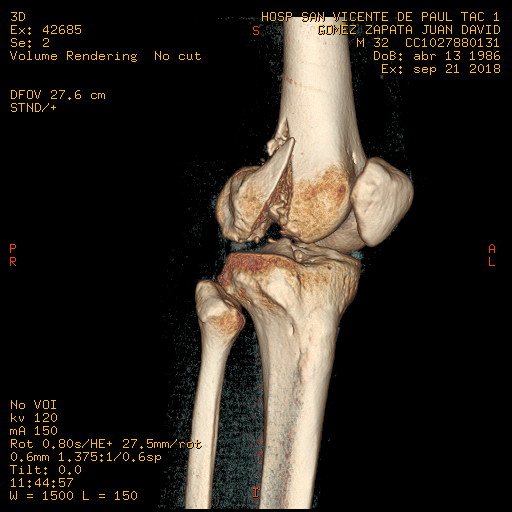 3D
Ex: 42685
Se: 2
Volume Rendering No cut
DFOV 27.6 cm
STND/+
HOSP SAN VICENTE DE PAUL TAC 1
GOMEZ ZAPATA JUAN DAVID
M 32 CC1027880131
DoB: abr 13 1986
Ex: sep 21 2018
S
P
R
A
L
No VOI
kv 120
mA 150
Rot 0.80s/HE+ 27.5mm/rot
0.6mm 1.375:1/0.6sp
Tilt: 0.0
11:44:57
W = 1500 L = 150
I